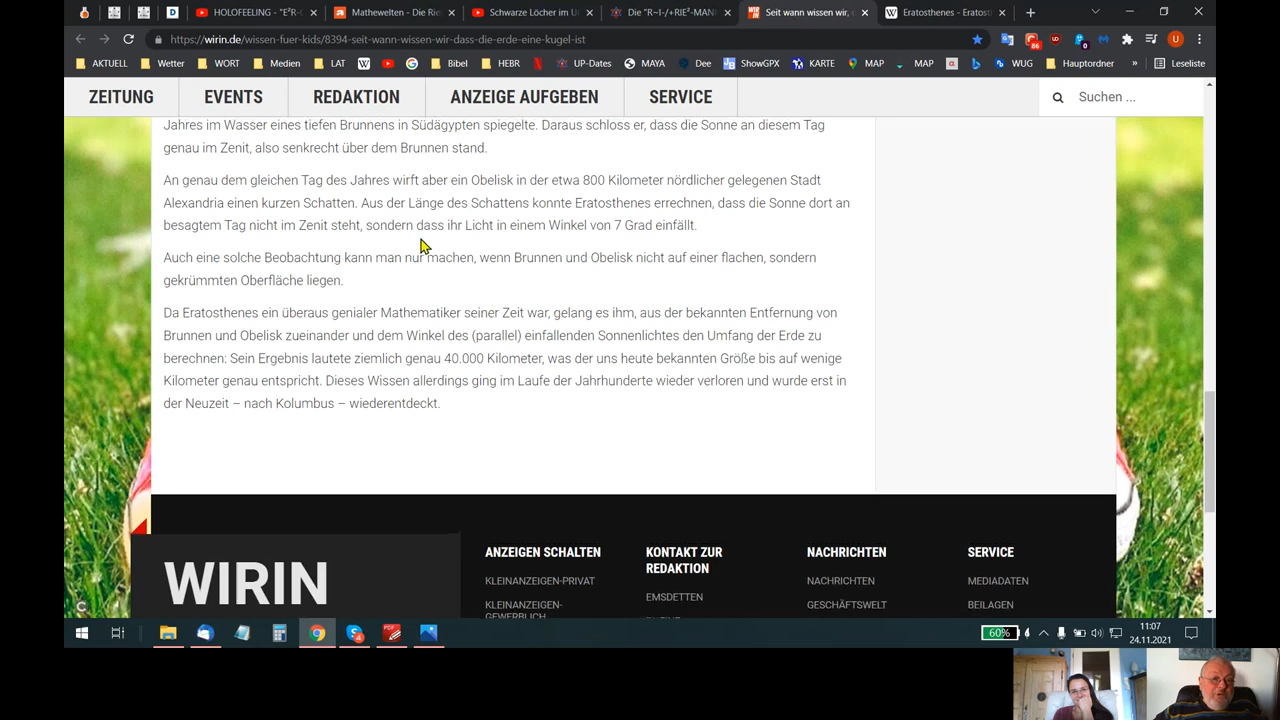 HOLOFEELING - "E²R-C
Mathewelten - Die Rie
Schwarze Löcher im U
Die "R~I-/+RIE²-MAN
Seit wann wissen wir,
Eratosthenes - Eratost
https://wirin.de/wissen-fuer-kids/8394-seit-wann-wissen-wir-dass-die-erde-eine-kugel-ist
86
0
U
AKTUELL Wetter WORT Medien LAT Bibel HEBR UP-Dates MAYA Dee ShowGPX KARTE MAP MAP WUG Hauptordner » Leseliste
ZEITUNG EVENTS REDAKTION ANZEIGE AUFGEBEN SERVICE Suchen ...
Jahres im Wasser eines tiefen Brunnens in Südägypten spiegelte. Daraus schloss er, dass die Sonne an diesem Tag
genau im Zenit, also senkrecht über dem Brunnen stand.
An genau dem gleichen Tag des Jahres wirft aber ein Obelisk in der etwa 800 Kilometer nördlicher gelegenen Stadt
Alexandria einen kurzen Schatten. Aus der Länge des Schattens konnte Eratosthenes errechnen, dass die Sonne dort an
besagtem Tag nicht im Zenit steht, sondern dass ihr Licht in einem Winkel von 7 Grad einfällt.
Auch eine solche Beobachtung kann man nur machen, wenn Brunnen und Obelisk nicht auf einer flachen, sondern
gekrümmten Oberfläche liegen.
Da Eratosthenes ein überaus genialer Mathematiker seiner Zeit war, gelang es ihm, aus der bekannten Entfernung von
Brunnen und Obelisk zueinander und dem Winkel des (parallel) einfallenden Sonnenlichtes den Umfang der Erde zu
berechnen: Sein Ergebnis lautete ziemlich genau 40.000 Kilometer, was der uns heute bekannten Größe bis auf wenige
Kilometer genau entspricht. Dieses Wissen allerdings ging im Laufe der Jahrhunderte wieder verloren und wurde erst in
der Neuzeit – nach Kolumbus – wiederentdeckt.
WIRIN
ANZEIGEN SCHALTEN
KLEINANZEIGEN-PRIVAT
KLEINANZEIGEN-
GEWERBLICH
KONTAKT ZUR
REDAKTION
EMSDETTEN
NACHRICHTEN
NACHRICHTEN
GESCHÄFTSWELT
SERVICE
MEDIADATEN
BEILAGEN
60%
11:07
24.11.2021